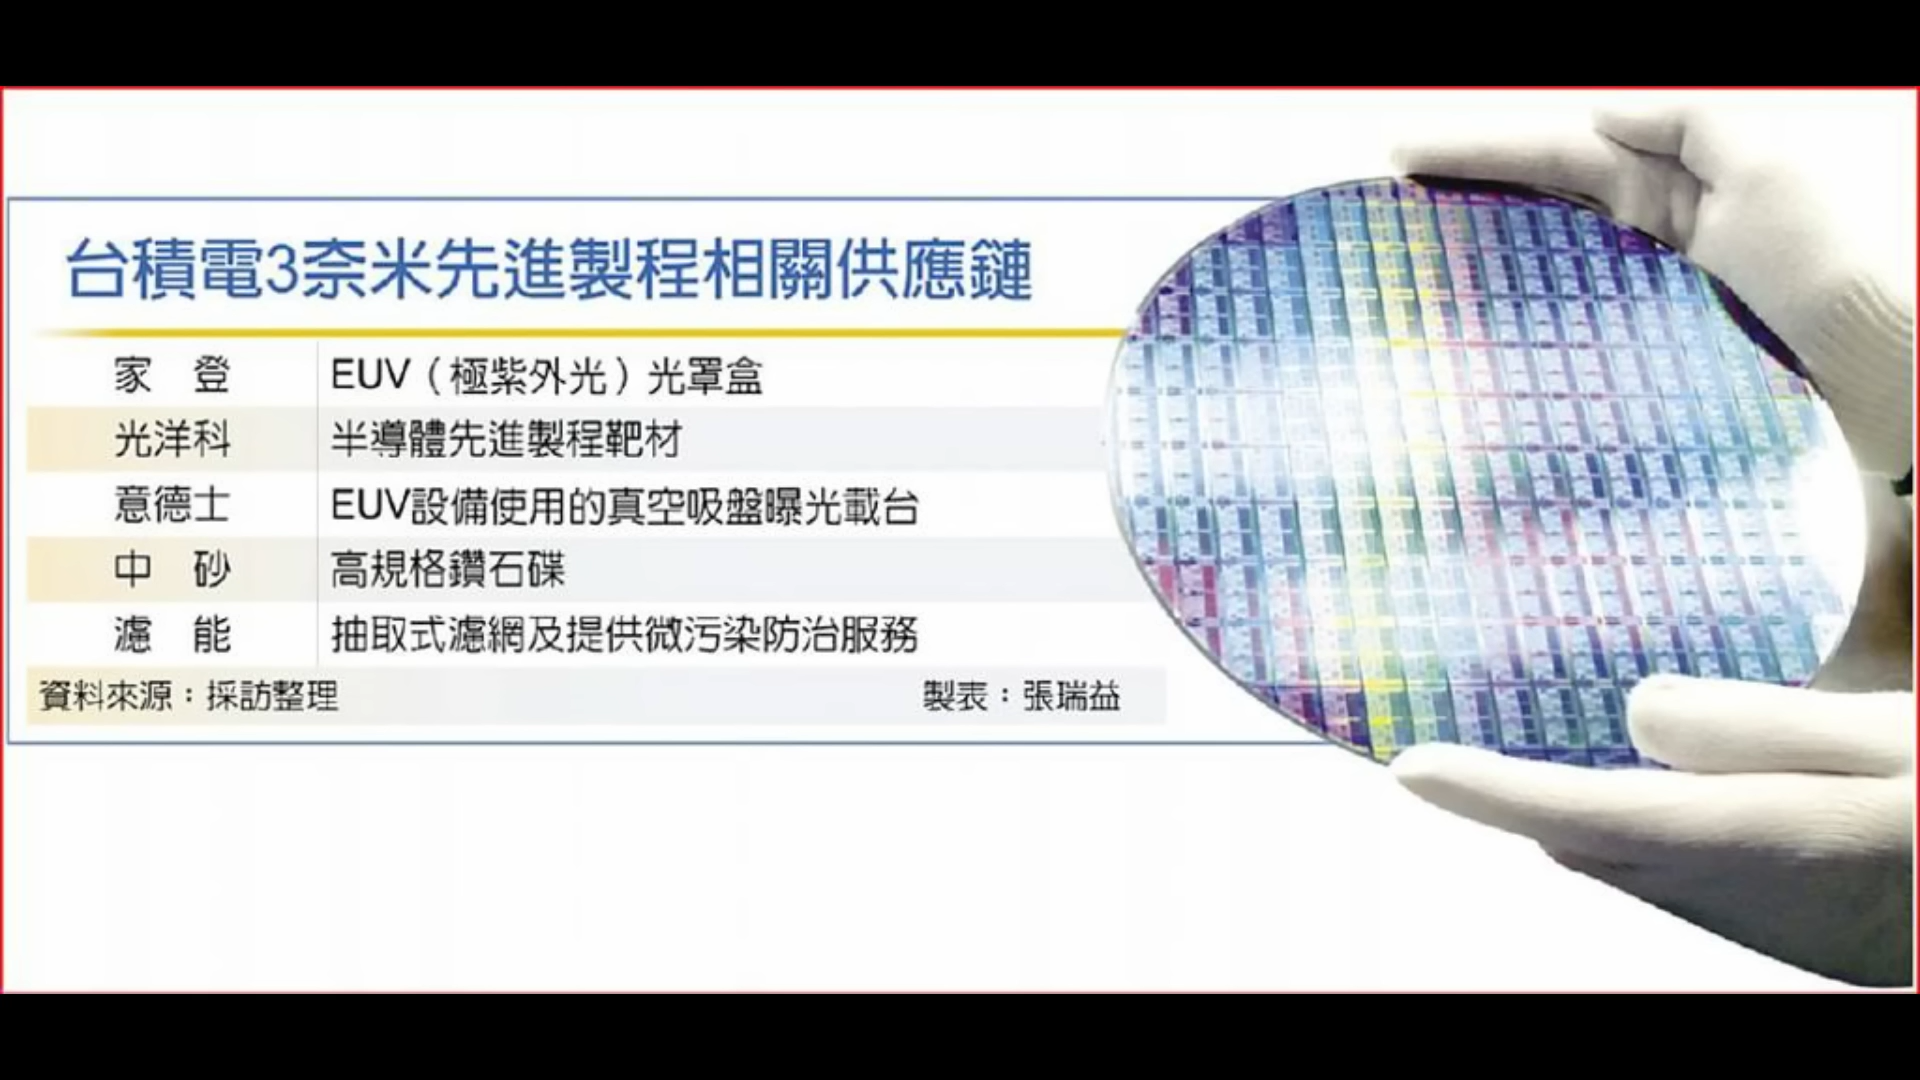 台積電3奈米先進製程相關供應鏈
家登 EUV（極紫外光）光罩盒
光洋科 半導體先進製程靶材
意德士 EUV設備使用的真空吸盤曝光載台
中砂 高規格鑽石碟
濾能 抽取式濾網及提供微污染防治服務
資料來源：採訪整理 製表：張瑞益